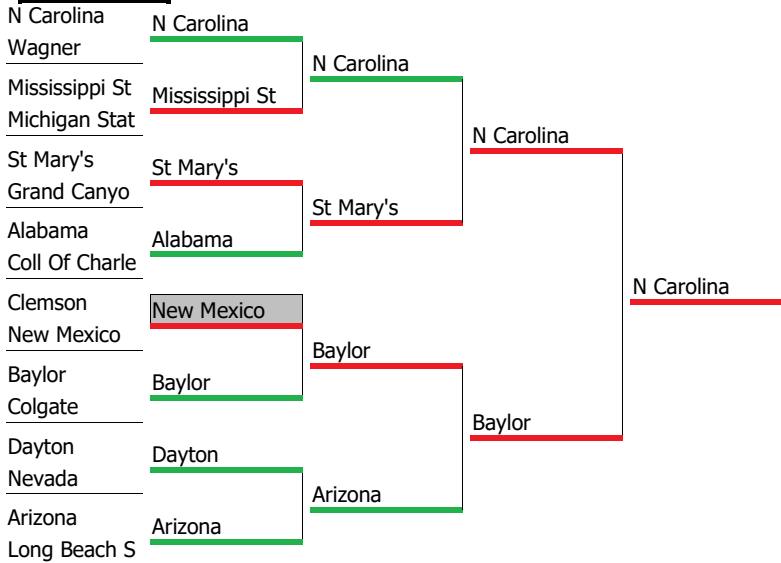 N Carolina
Wagner
Mississippi St
Michigan Stat
St Mary's
Grand Canyo
Alabama
Coll Of Charle
Clemson
New Mexico
Baylor
Colgate
Dayton
Nevada
Arizona
Long Beach S
N Carolina
Mississippi St
St Mary's
Alabama
New Mexico
Baylor
Dayton
Arizona
N Carolina
St Mary's
Baylor
Arizona
N Carolina
Baylor
N Carolina